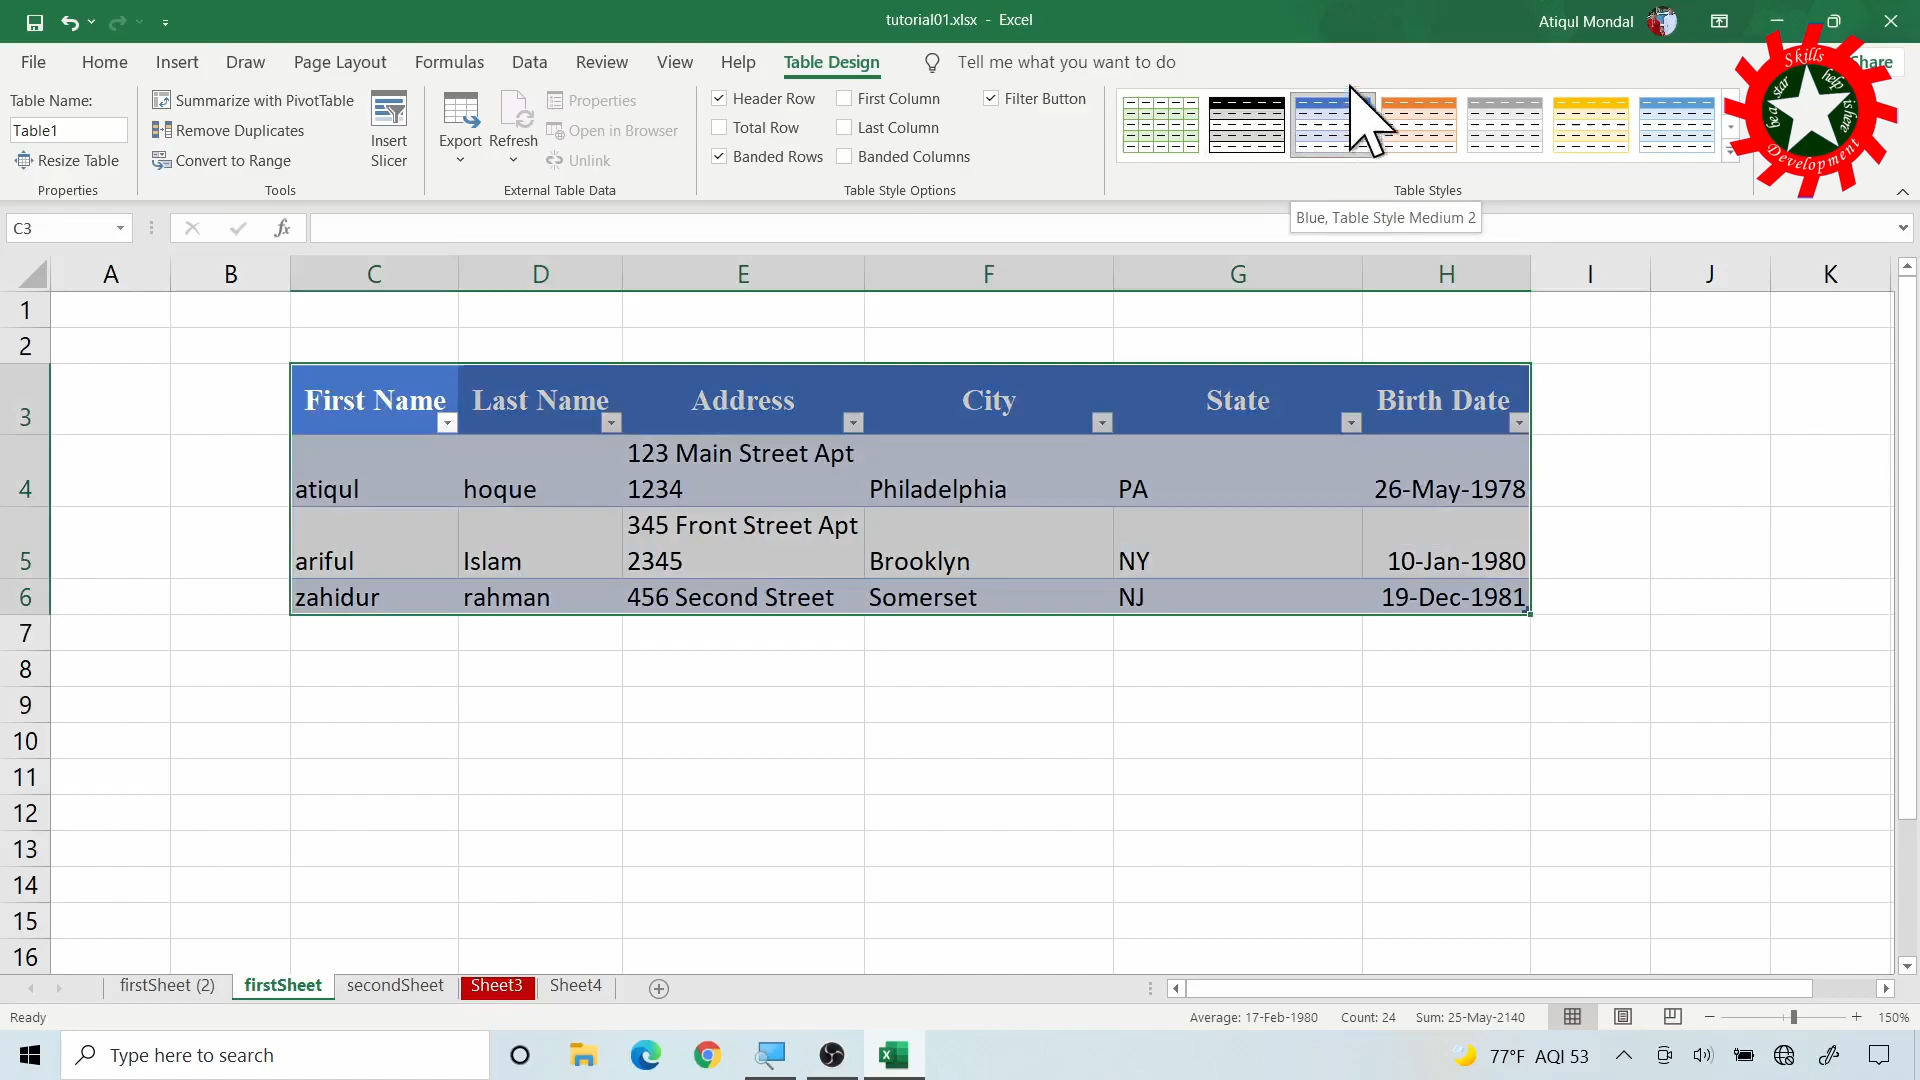 tutorial01.xlsx - Excel
Atiqul Mondal
File Home Insert Draw Page Layout Formulas Data Review View Help Table Design Tell me what you want to do Share
Table Name:
Table1
Resize Table
Properties
Summarize with PivotTable
Remove Duplicates
Convert to Range
Insert
Slicer
Tools
Export Refresh
Properties
Open in Browser
Unlink
External Table Data
Header Row First Column Filter Button
Total Row Last Column
Banded Rows Banded Columns
Table Style Options
Table Styles
be a star
Skills
help
is here
Development
C3
fx
Blue, Table Style Medium 2
A B C D E F G H I J K
1
2
3 First Name Last Name Address City State Birth Date
123 Main Street Apt
4 atiqul hoque 1234 Philadelphia PA 26-May-1978
345 Front Street Apt
5 ariful Islam 2345 Brooklyn NY 10-Jan-1980
6 zahidur rahman 456 Second Street Somerset NJ 19-Dec-1981
7
8
9
10
11
12
13
14
15
16
firstSheet (2) firstSheet secondSheet Sheet3 Sheet4
Ready Average: 17-Feb-1980 Count: 24 Sum: 25-May-2140 150%
Type here to search 77°F AQI 53